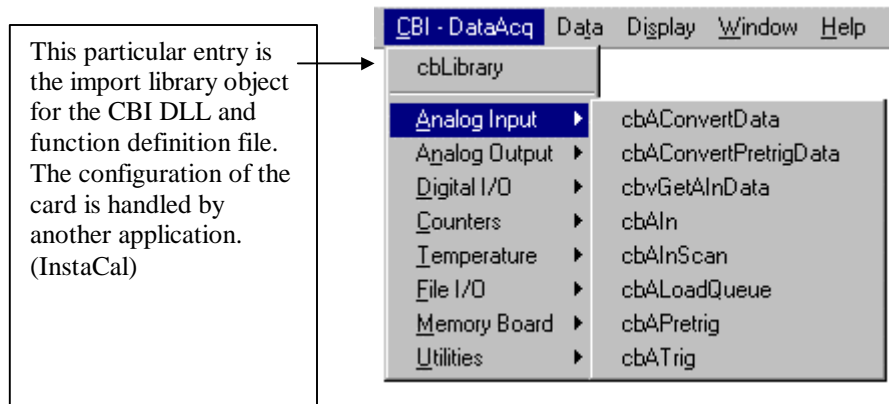 This particular entry is
the import library object
for the CBI DLL and
function definition file.
The configuration of the
card is handled by
another application.
(InstaCal)
CBI - DataAcq Data Display Window Help
cbLibrary
Analog Input
Analog Output
Digital I/O
Counters
Temperature
File I/O
Memory Board
Utilities
cbAConvertData
cbAConvertPretrigData
cbvGetAInData
cbAIn
cbAInScan
cbALoadQueue
cbAPretrig
cbATrig